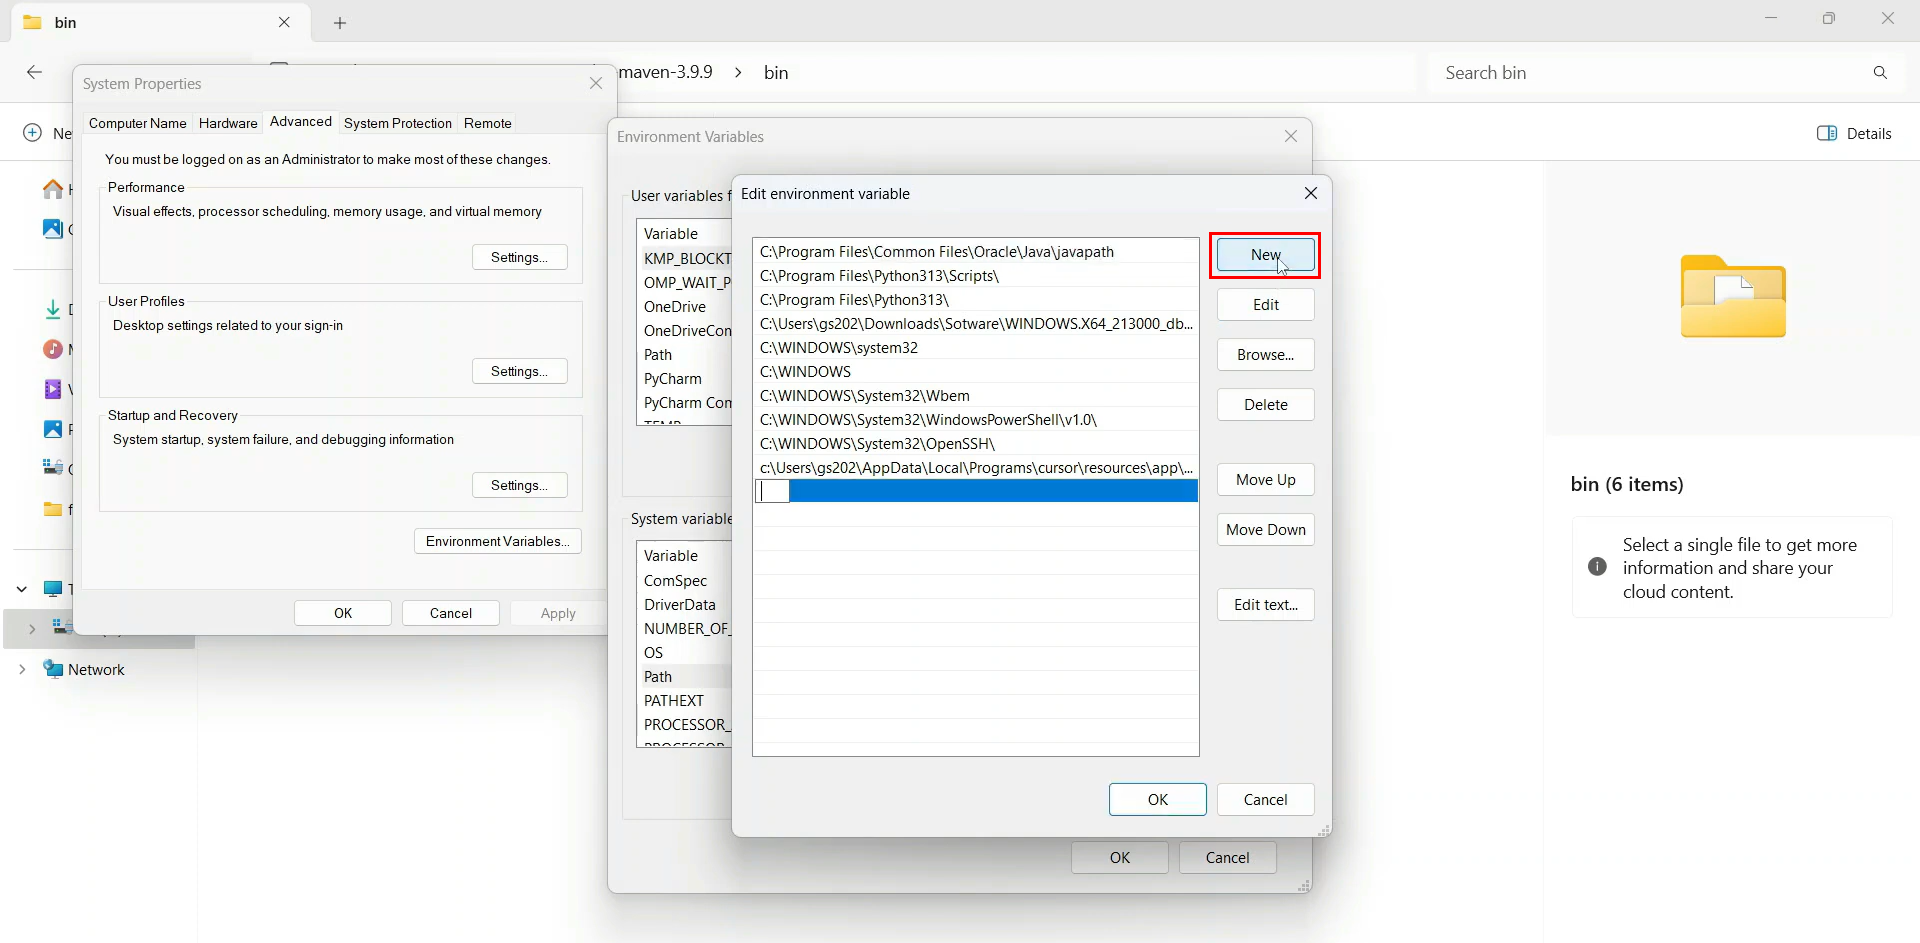 bin
maven-3.9.9 > bin
Search bin
Details
System Properties
Computer Name
Hardware
Advanced
System Protection
Remote
You must be logged on as an Administrator to make most of these changes.
Performance
Visual effects, processor scheduling, memory usage, and virtual memory
Settings...
User Profiles
Desktop settings related to your sign-in
Settings...
Startup and Recovery
System startup, system failure, and debugging information
Settings...
Environment Variables...
OK
Cancel
Apply
Network
Environment Variables
User variables
Variable
KMP_BLOCKT
OMP_WAIT_P
OneDrive
OneDriveCon
Path
PyCharm
PyCharm Com
TEMP
System variable
Variable
ComSpec
DriverData
NUMBER_OF_
OS
Path
PATHEXT
PROCESSOR_
PROCESSOR
OK
Cancel
Edit environment variable
C:\Program Files\Common Files\Oracle\Java\javapath
C:\Program Files\Python313\Scripts\
C:\Program Files\Python313\
C:\Users\gs202\Downloads\Sotware\WINDOWS.X64_213000_db...
C:\WINDOWS\system32
C:\WINDOWS
C:\WINDOWS\System32\Wbem
C:\WINDOWS\System32\WindowsPowerShell\v1.0\
C:\WINDOWS\System32\OpenSSH\
c:\Users\gs202\AppData\Local\Programs\cursor\resources\app\...
New
Edit
Browse...
Delete
Move Up
Move Down
Edit text...
OK
Cancel
bin (6 items)
Select a single file to get more
information and share your
cloud content.